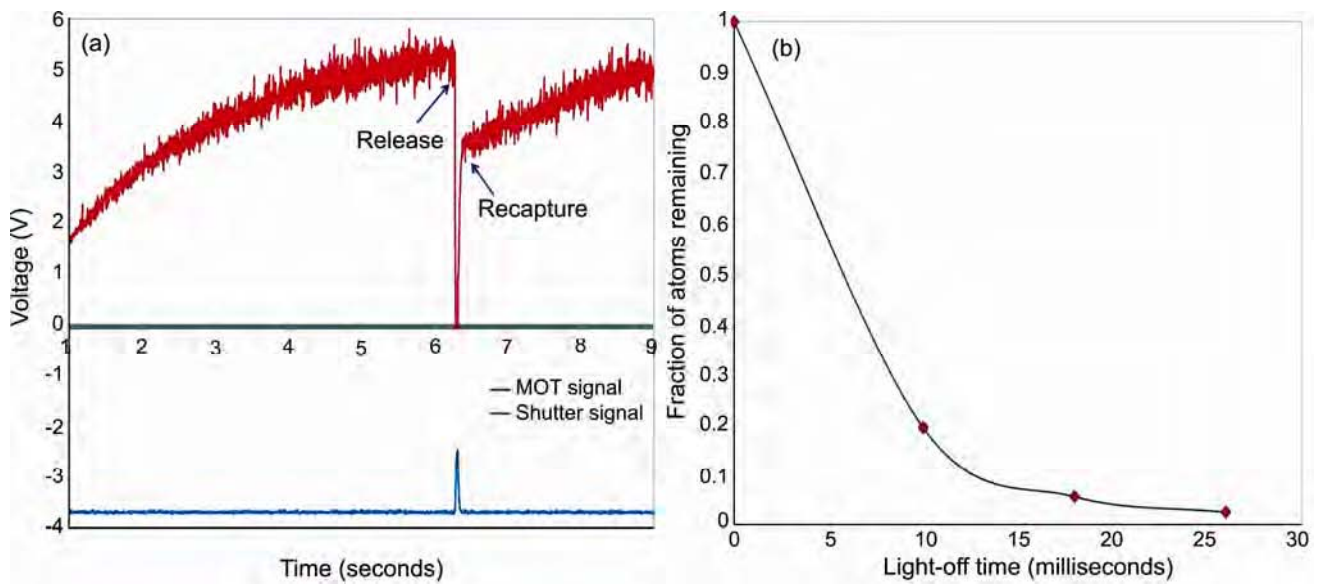 (a)
6
5
4
3
2
1
0
-1
-2
-3
-4
1 2 3 4 5 6 7 8 9
Voltage (V)
Time (seconds)
Release
Recapture
MOT signal
Shutter signal
(b)
1
0.9
0.8
0.7
0.6
0.5
0.4
0.3
0.2
0.1
0
0 5 10 15 20 25 30
Fraction of atoms remaining
Light-off time (milliseconds)